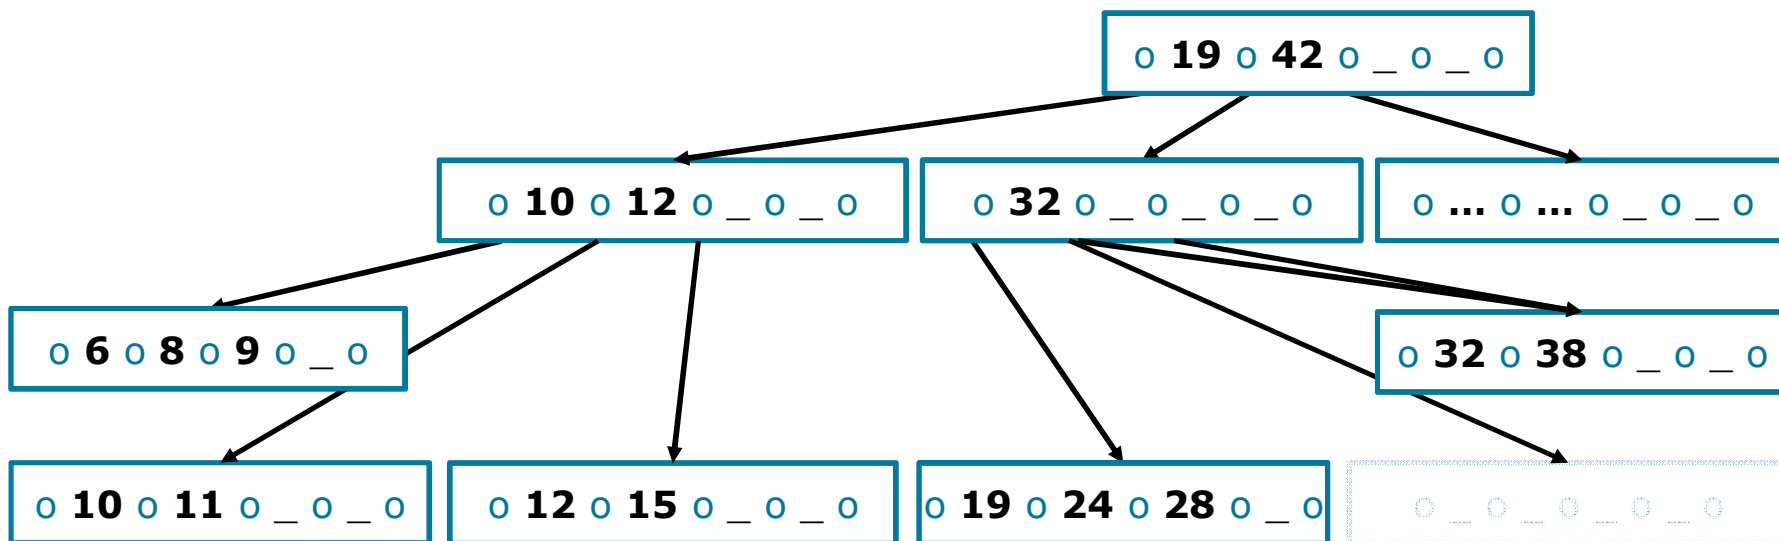 o 19 o 42 o _ o _ o
o 10 o 12 o _ o _ o
o 32 o _ o _ o _ o
o ... o ... o _ o _ o
o 6 o 8 o 9 o _ o
o 32 o 38 o _ o _ o
o 10 o 11 o _ o _ o
o 12 o 15 o _ o _ o
o 19 o 24 o 28 o _ o
o _ o _ o _ o _ o